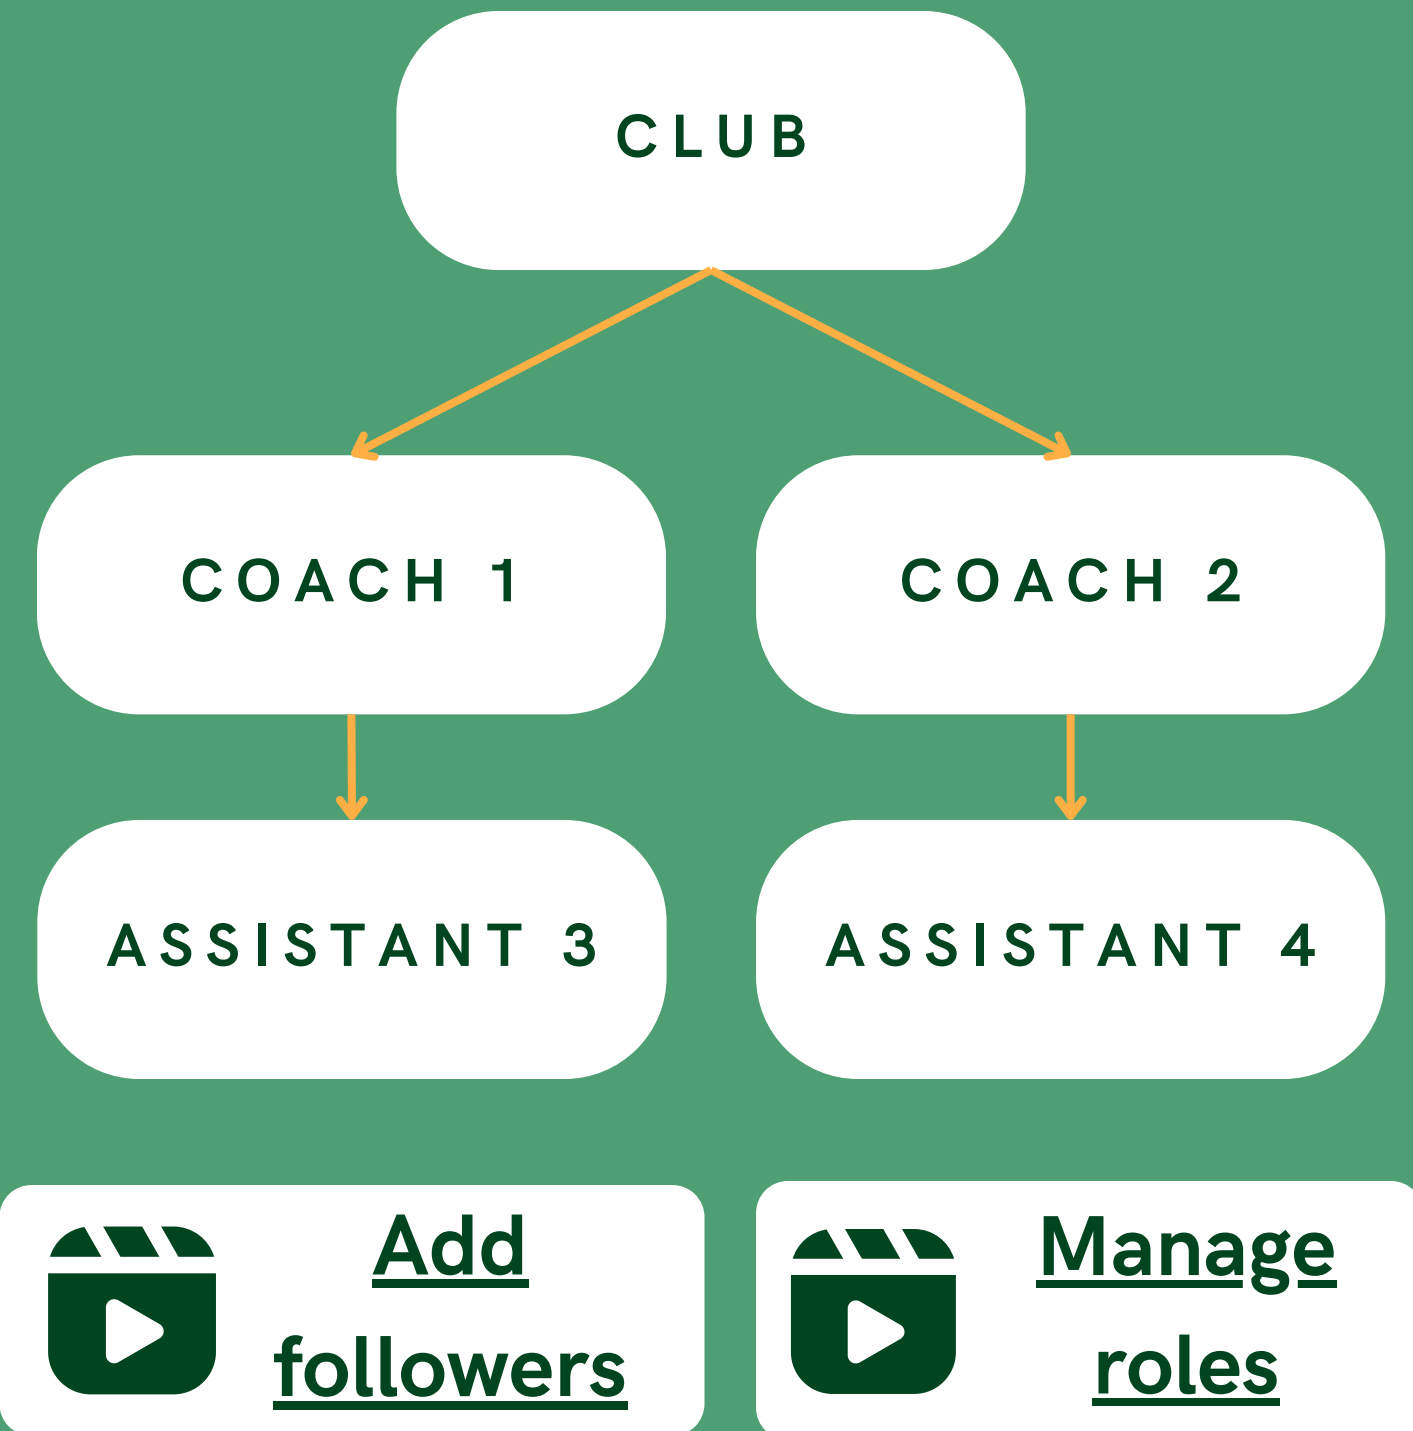 CLUB
COACH 1
COACH 2
ASSISTANT 3
ASSISTANT 4
Add
followers
Manage
roles